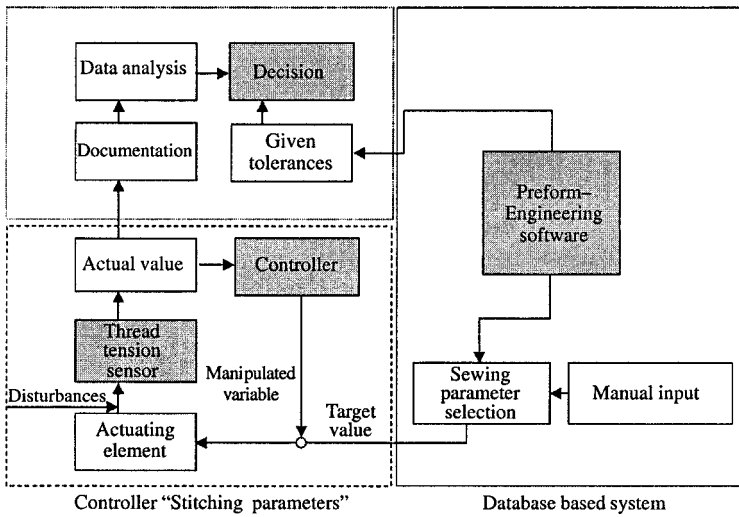 Data analysis
Decision
Documentation
Given
tolerances
Preform–
Engineering
software
Actual value
Controller
Thread
tension
sensor
Manipulated
variable
Disturbances
Actuating
element
Target
value
Sewing
parameter
selection
Manual input
Controller “Stitching parameters”
Database based system